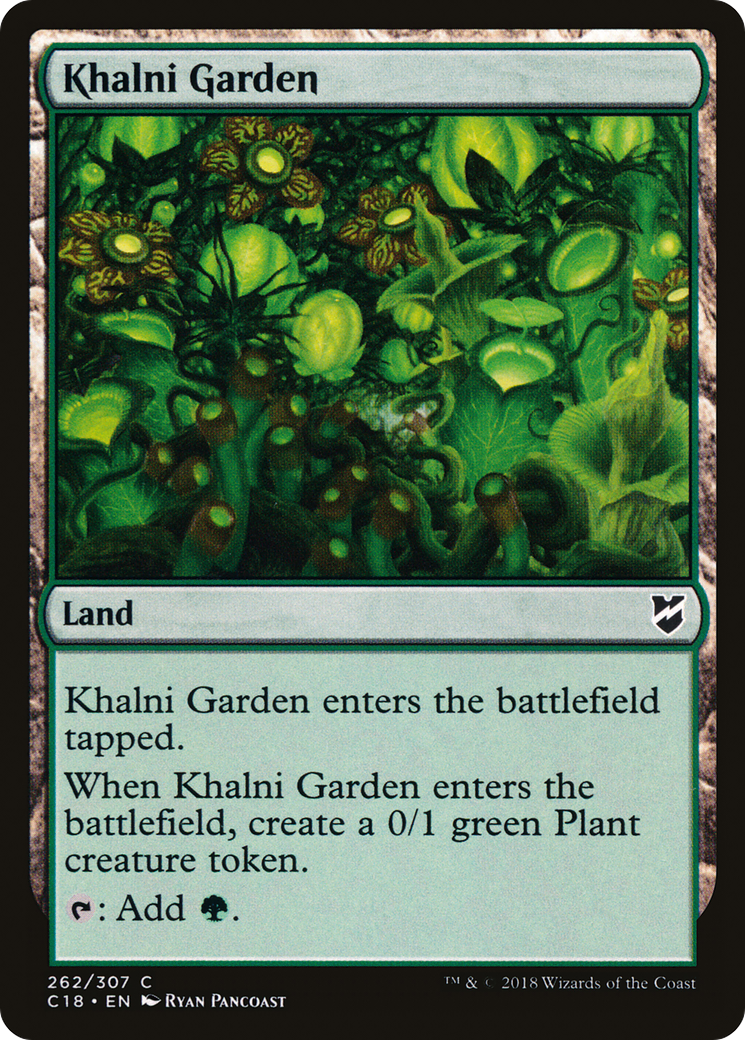 Khalni Garden
Land
Khalni Garden enters the battlefield
tapped.
When Khalni Garden enters the
battlefield, create a 0/1 green Plant
creature token.
: Add .
262/307 C
C18 • EN Ryan Pancoast
™ & © 2018 Wizards of the Coast